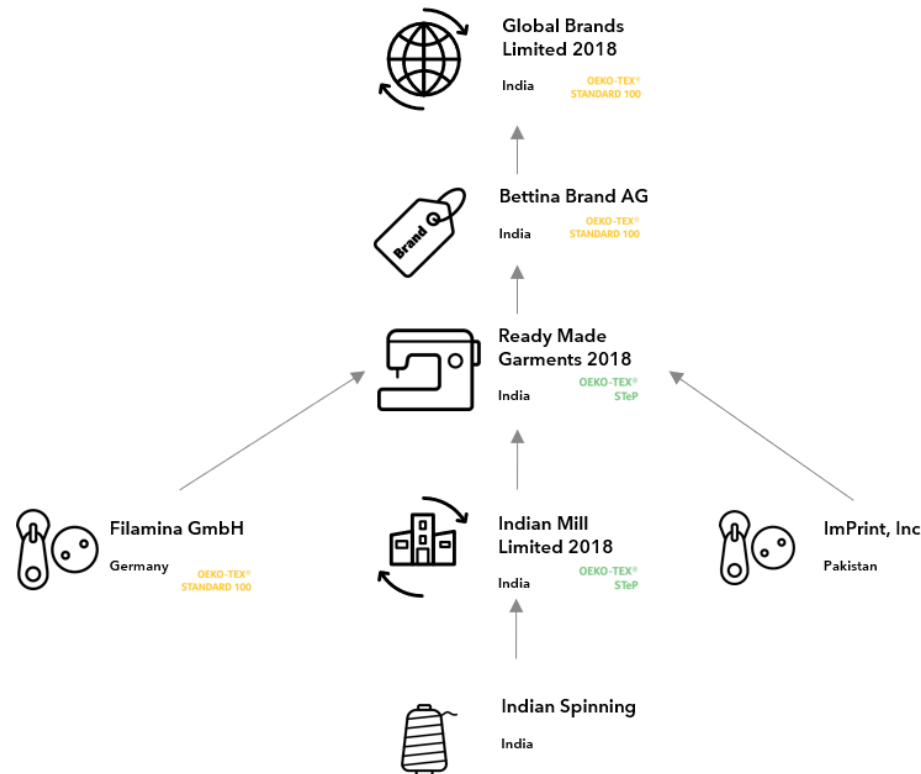 Global Brands
Limited 2018
India
OEKO-TEX®
STANDARD 100
Bettina Brand AG
Brand
India
OEKO-TEX®
STANDARD 100
Ready Made
Garments 2018
India
OEKO-TEX®
STeP
Filamina GmbH
Germany
OEKO-TEX®
STANDARD 100
Indian Mill
Limited 2018
India
OEKO-TEX®
STeP
ImPrint, Inc
Pakistan
Indian Spinning
India